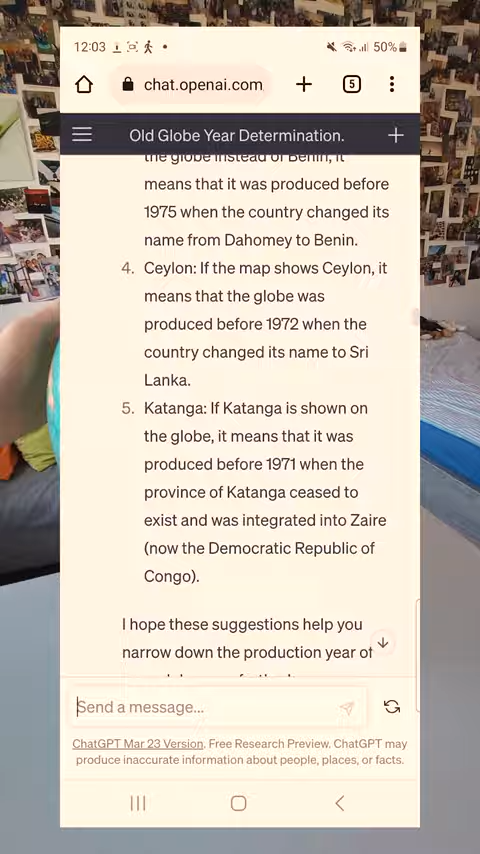 12:03
50%
chat.openai.com
5
Old Globe Year Determination.
the globe instead of Benin, it
means that it was produced before
1975 when the country changed its
name from Dahomey to Benin.
4. Ceylon: If the map shows Ceylon, it
means that the globe was
produced before 1972 when the
country changed its name to Sri
Lanka.
5. Katanga: If Katanga is shown on
the globe, it means that it was
produced before 1971 when the
province of Katanga ceased to
exist and was integrated into Zaire
(now the Democratic Republic of
Congo).
I hope these suggestions help you
narrow down the production year of
Send a message...
ChatGPT Mar 23 Version. Free Research Preview. ChatGPT may
produce inaccurate information about people, places, or facts.